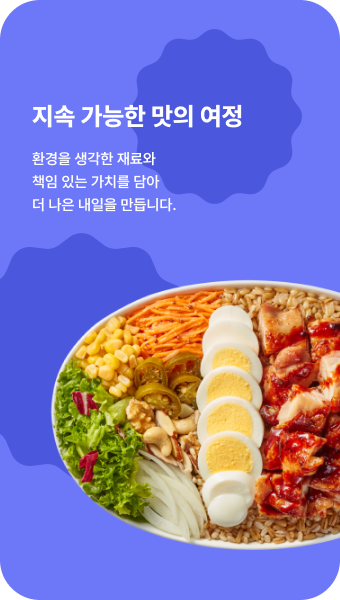 지속 가능한 맛의 여정
환경을 생각한 재료와
책임 있는 가치를 담아
더 나은 내일을 만듭니다.